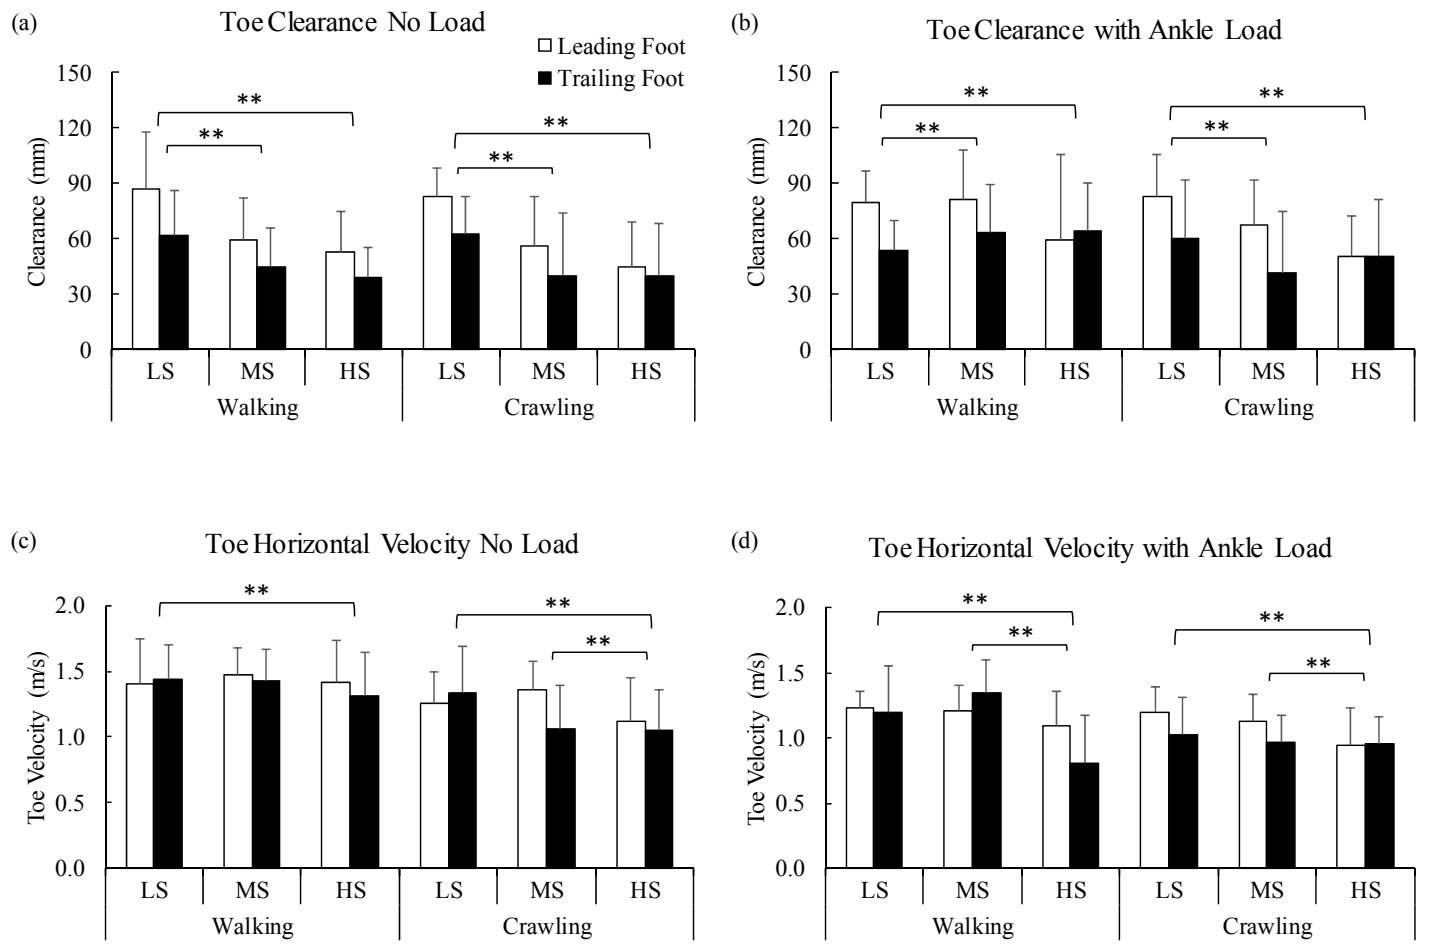 (a)
Toe Clearance No Load
Leading Foot
Trailing Foot
Clearance (mm)
150
120
90
60
30
0
**
**
**
**
LS MS HS LS MS HS
Walking Crawling
(b)
Toe Clearance with Ankle Load
Clearance (mm)
150
120
90
60
30
0
**
**
**
**
LS MS HS LS MS HS
Walking Crawling
(c)
Toe Horizontal Velocity No Load
Toe Velocity (m/s)
2.0
1.5
1.0
0.5
0.0
**
**
**
LS MS HS LS MS HS
Walking Crawling
(d)
Toe Horizontal Velocity with Ankle Load
Toe Velocity (m/s)
2.0
1.5
1.0
0.5
0.0
**
**
**
**
LS MS HS LS MS HS
Walking Crawling